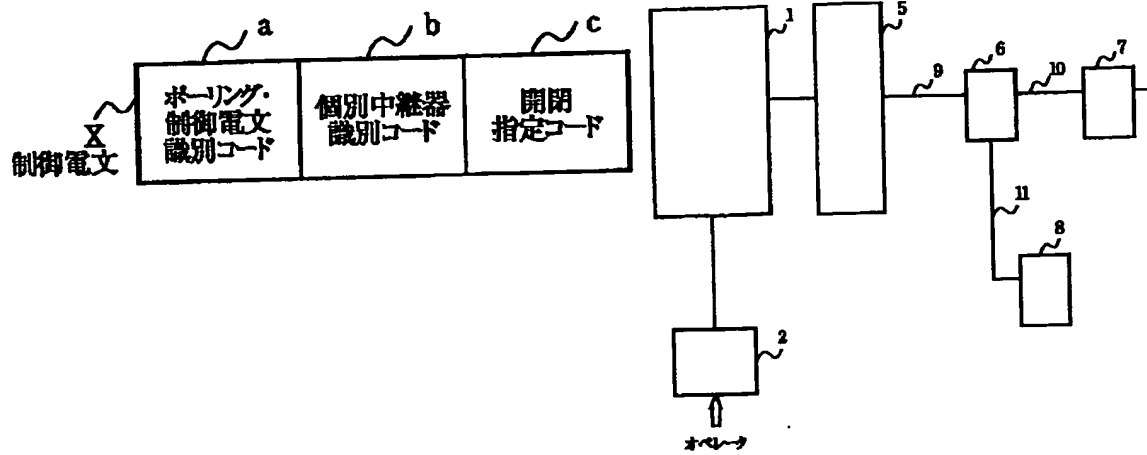 a
b
c
ポーリング・
制御電文
識別コード
個別中継器
識別コード
開閉
指定コード
X
制御電文
1
5
9
6
10
7
11
8
2
オペレータ